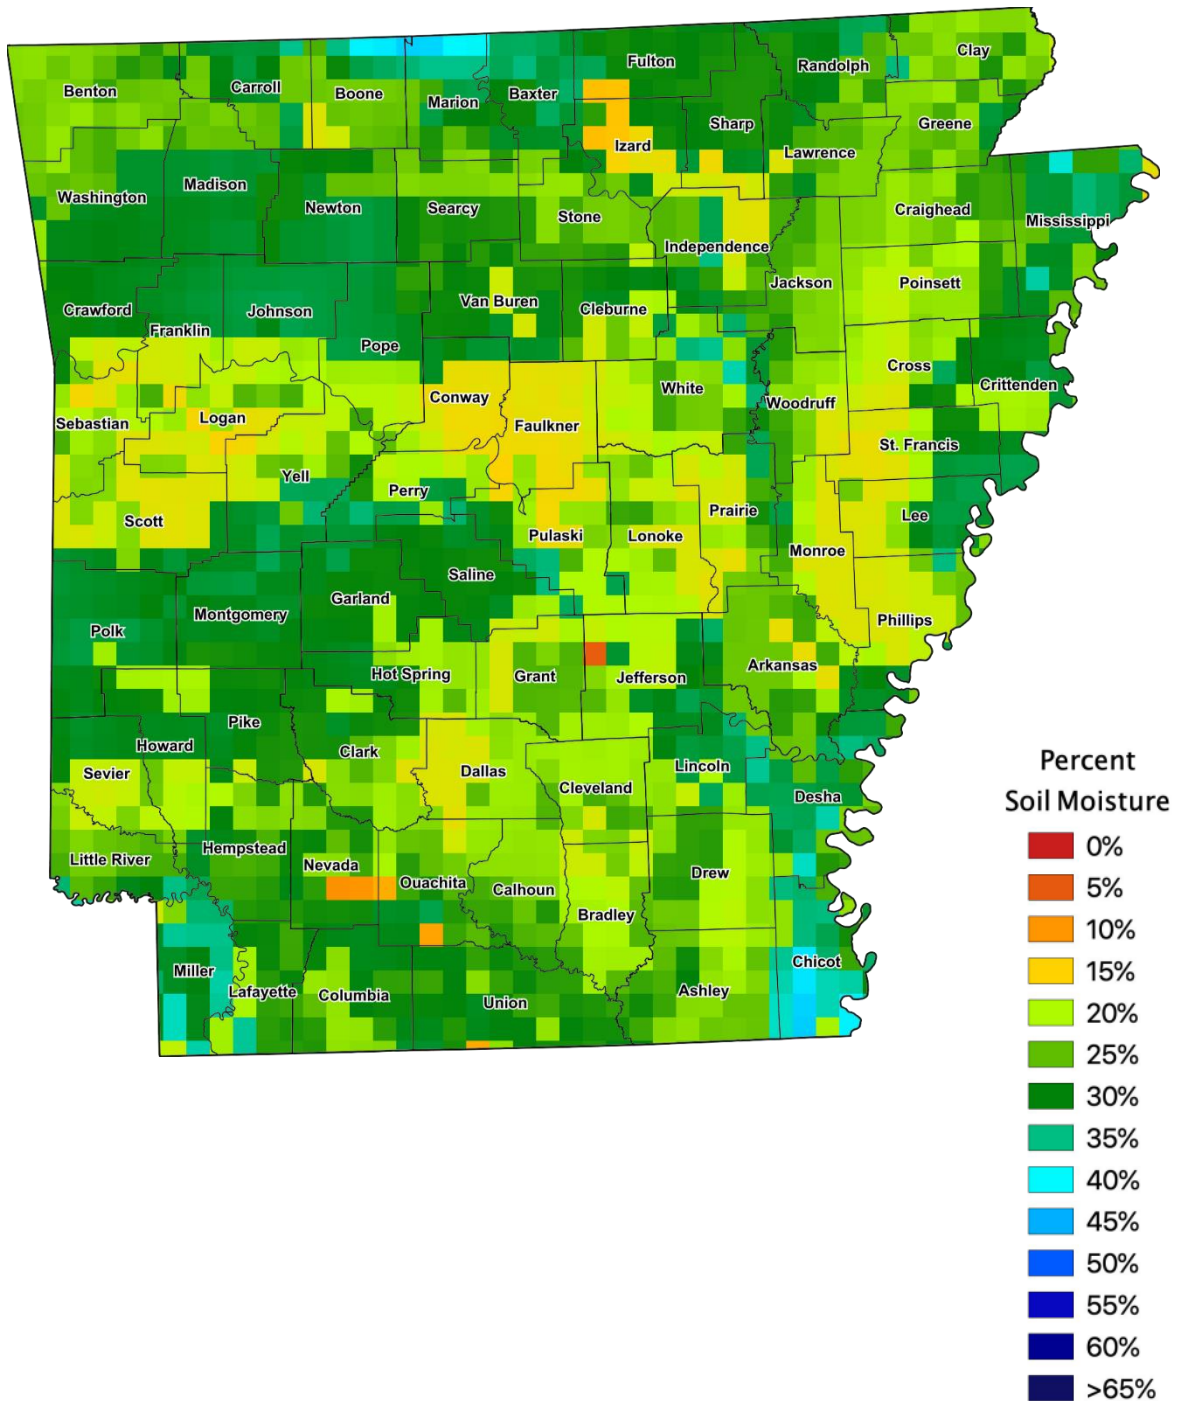 Clay
Fulton
Randolph
Carroll
Benton
Boone
Baxter
Marion
Sharp
Greene
Izard
Lawrence
Madison
Washington
Newton
Searcy
Stone
Craighead
Mississippi
Independence
Jackson
Poinsett
Van Buren
Crawford
Johnson
Cleburne
Franklin
Pope
Cross
Crittenden
White
Conway
Woodruff
Logan
Sebastian
Faulkner
St. Francis
Yell
Perry
Prairie
Lee
Scott
Pulaski
Lonoke
Monroe
Saline
Garland
Montgomery
Phillips
Polk
Arkansas
Hot Spring
Grant
Jefferson
Pike
Howard
Clark
Lincoln
Sevier
Dallas
Cleveland
Desha
Hempstead
Little River
Nevada
Drew
Ouachita
Calhoun
Bradley
Chicot
Miller
Lafayette
Columbia
Ashley
Union
Percent
Soil Moisture
0%
5%
10%
15%
20%
25%
30%
35%
40%
45%
50%
55%
60%
>65%